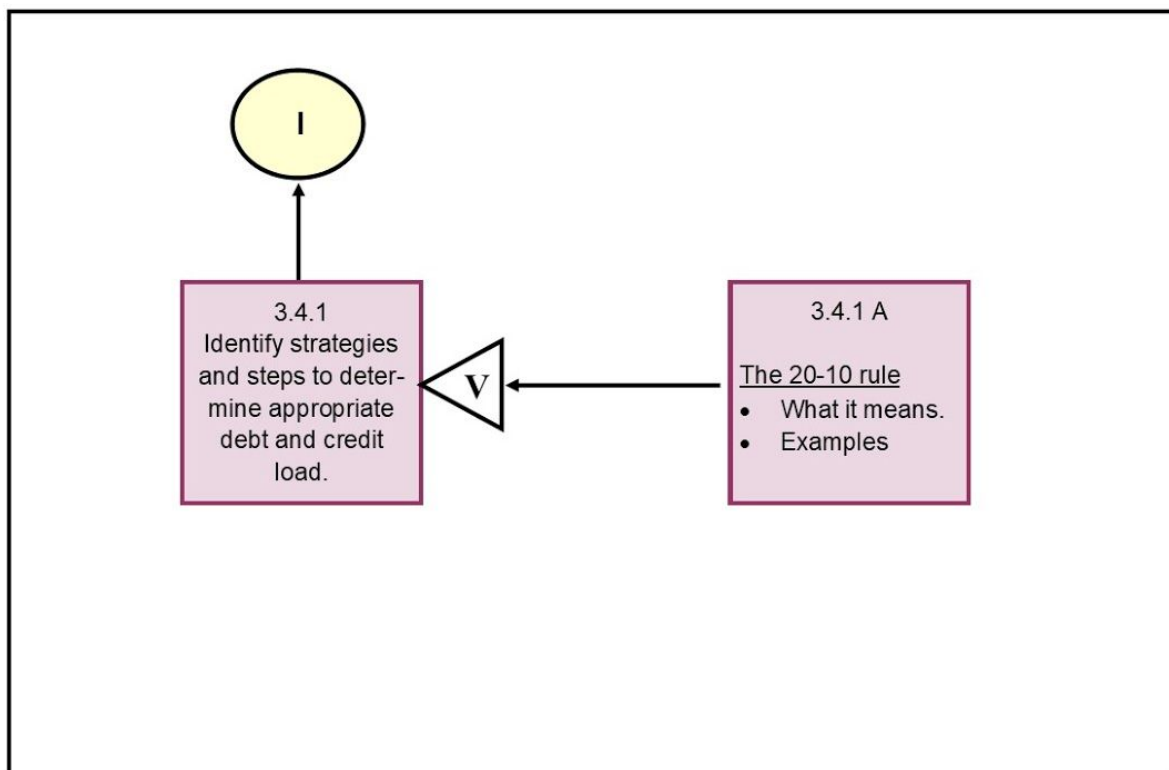 I
3.4.1
Identify strategies
and steps to deter-
mine appropriate
debt and credit
load.
V
3.4.1 A
The 20-10 rule
• What it means.
• Examples